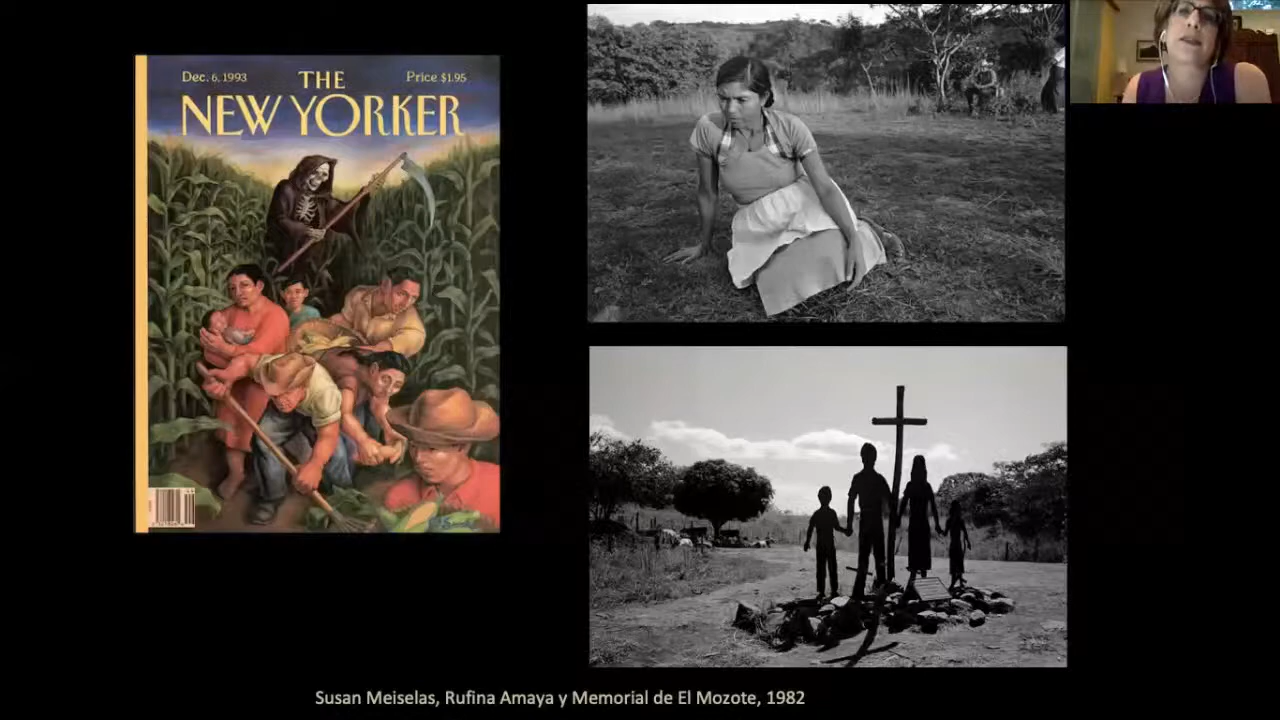 Dec. 6, 1993
THE
Price $1.95
NEW YORKER
Susan Meiselas, Rufina Amaya y Memorial de El Mozote, 1982